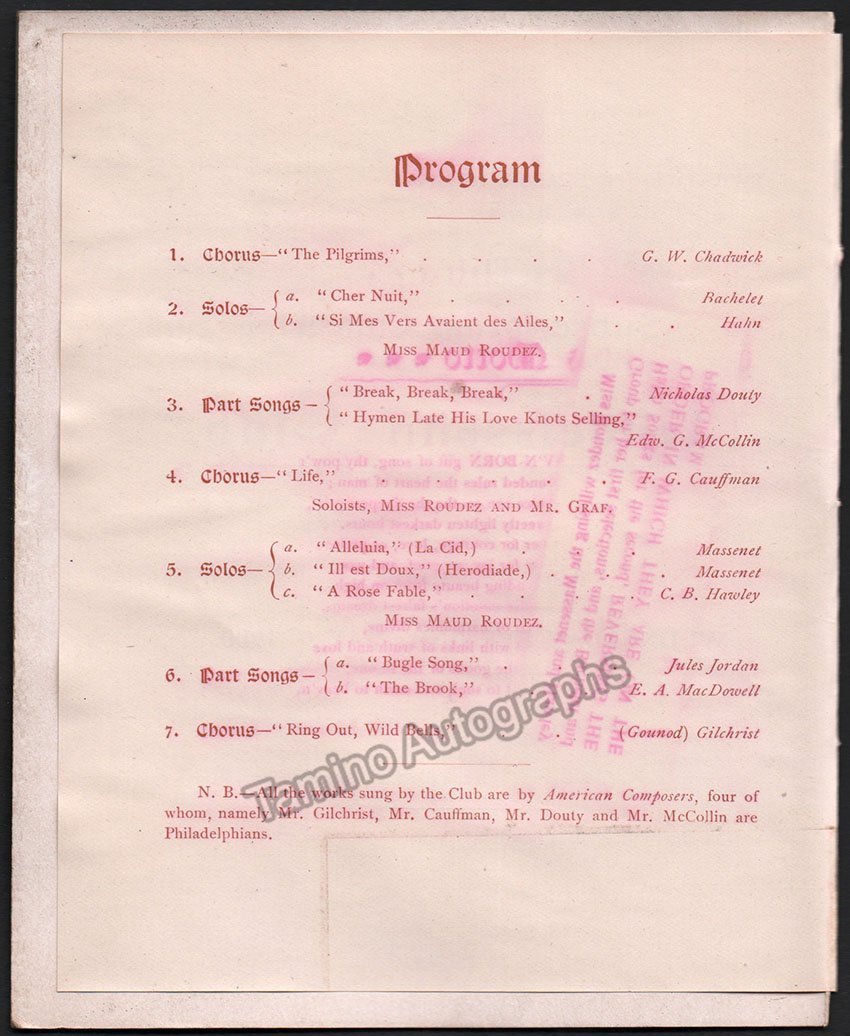 Program
1. Chorus—"The Pilgrims," . . . . G. W. Chadwick
2. Solos— { a. "Cher Nuit," . . . . Bachelet
b. "Si Mes Vers Avaient des Ailes," . . Hahn
Miss Maud Roudez.
3. Part Songs— { "Break, Break, Break," . Nicholas Douty
"Hymen Late His Love Knots Selling,"
Edw. G. McCollin
4. Chorus—"Life," . . . F. G. Cauffman
Soloists, Miss Roudez and Mr. Graf.
5. Solos— { a. "Alleluia," (La Cid,) . . . Massenet
b. "Ill est Doux," (Herodiade,) . . . Massenet
c. "A Rose Fable," . . . . C. B. Hawley
Miss Maud Roudez.
6. Part Songs— { a. "Bugle Song," . Jules Jordan
b. "The Brook," . E. A. MacDowell
7. Chorus—"Ring Out, Wild Bells," . . (Gounod) Gilchrist
N. B.—All the works sung by the Club are by American Composers, four of
whom, namely Mr. Gilchrist, Mr. Cauffman, Mr. Douty and Mr. McCollin are
Philadelphians.
Tamino Autographs